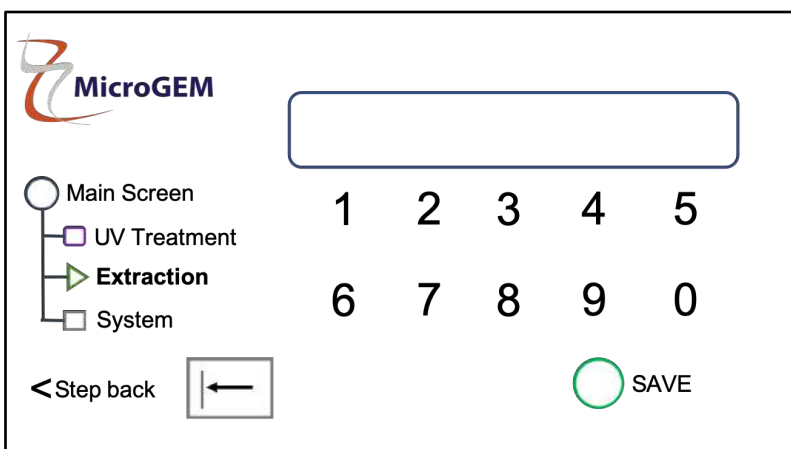 MicroGEM
Main Screen
UV Treatment
Extraction
System
1 2 3 4 5
6 7 8 9 0
<Step back
SAVE